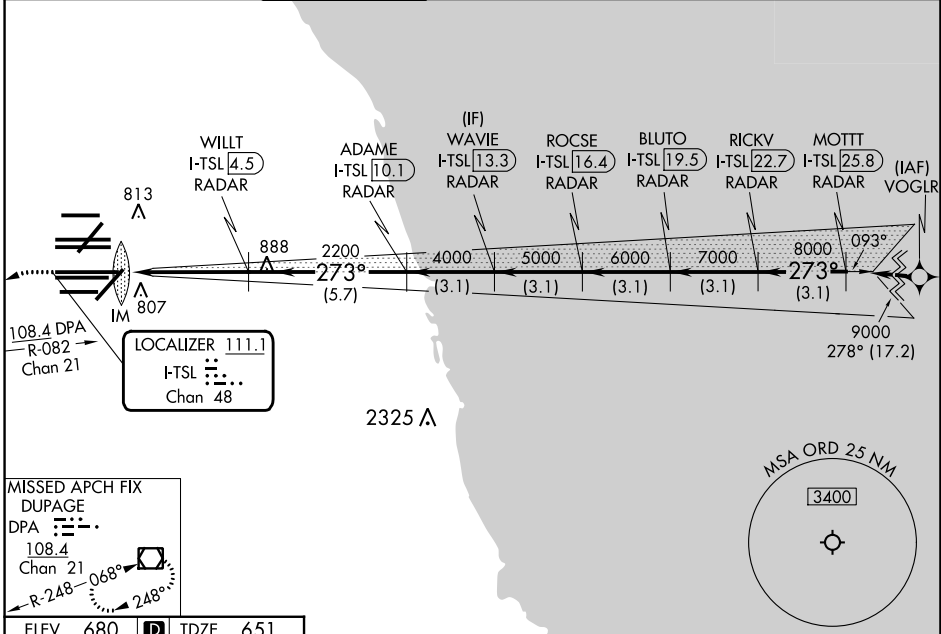 (IF)
WILLT
I-TSL 4.5
RADAR
ADAME
I-TSL 10.1
RADAR
WAVIE
I-TSL 13.3
RADAR
ROCSE
I-TSL 16.4
RADAR
BLUTO
I-TSL 19.5
RADAR
RICKV
I-TSL 22.7
RADAR
MOTTT
I-TSL 25.8
RADAR
(IAF)
VOGLR
813
888
2200
4000
5000
6000
7000
8000
093°
273°
273°
(5.7)
(3.1)
(3.1)
(3.1)
(3.1)
(3.1)
IM
807
9000
278° (17.2)
108.4 DPA
R-082
Chan 21
LOCALIZER 111.1
I-TSL
Chan 48
2325
MSA ORD 25 NM
3400
MISSED APCH FIX
DUPAGE
DPA
108.4
Chan 21
R-248
068°
248°
ELEV 680 D TDZE 651